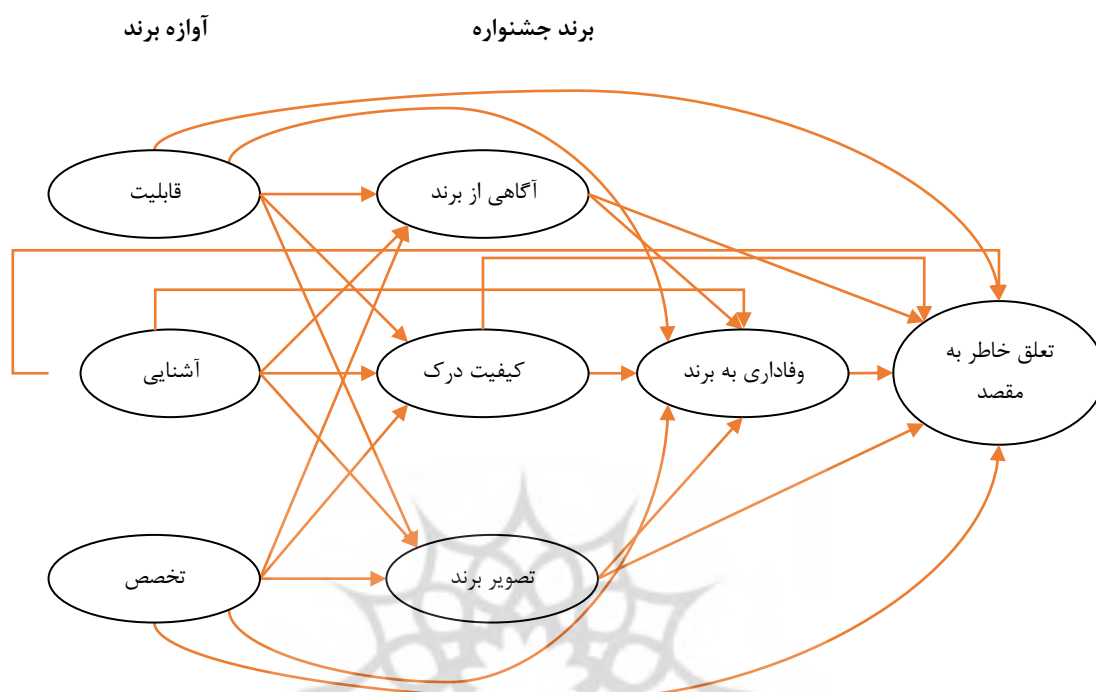 برند جشنواره
آوازه برند
آگاهی از برند
قابلیت
تعلق خاطر به
مقصد
وفاداری به برند
کیفیت درک
آشنایی
تصویر برند
تخصص